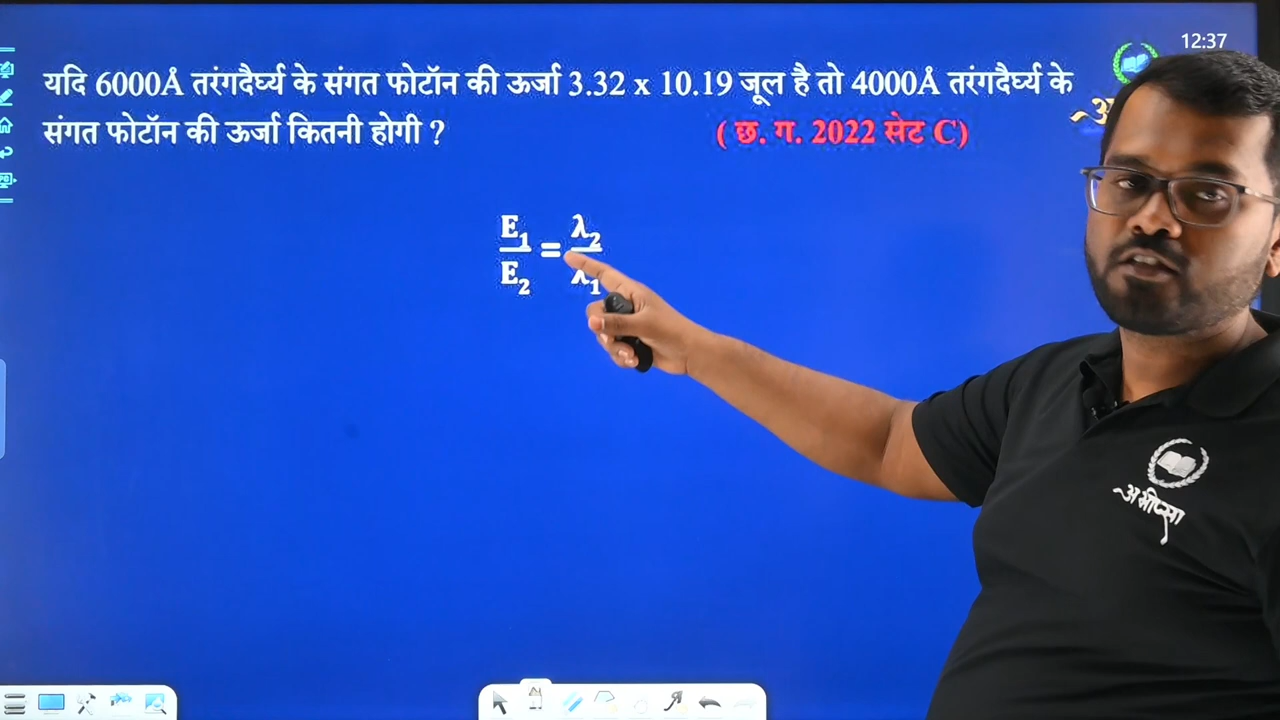 12:37
यदि 6000Å तरंगदैर्घ्य के संगत फोटॉन की ऊर्जा 3.32 x 10.19 जूल है तो 4000Å तरंगदैर्घ्य के
संगत फोटॉन की ऊर्जा कितनी होगी ?
( छ. ग. 2022 सेट C)
E₁/E₂ = λ₂/λ₁
अभीप्सा